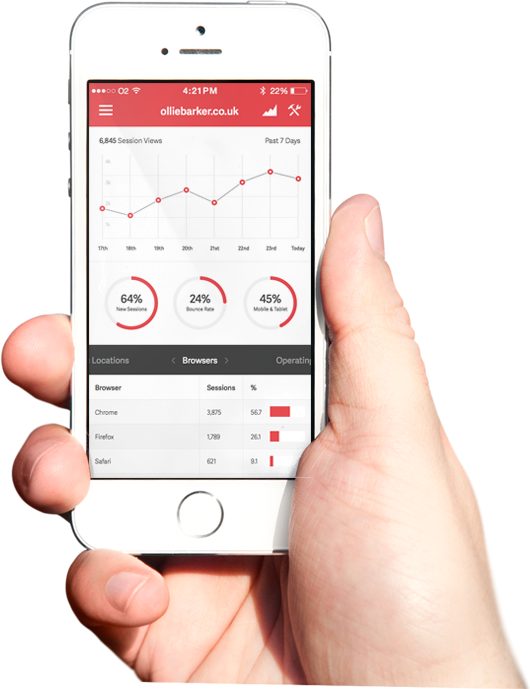 O2 4:21 PM 22%
olliebarker.co.uk
6,845 Session Views Past 7 Days
17th 18th 19th 20th 21st 22nd 23rd Today
64% 24% 45%
New Sessions Bounce Rate Mobile & Tablet
Locations < Browsers > Operating
Browser Sessions %
Chrome 3,875 56.7
Firefox 1,789 26.1
Safari 621 9.1